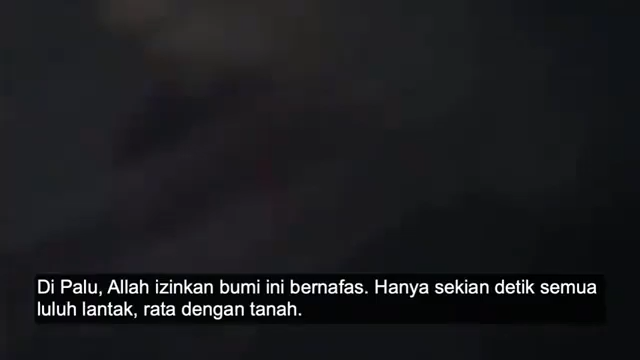 Di Palu, Allah izinkan bumi ini bernafas. Hanya sekian detik semua
luluh lantak, rata dengan tanah.